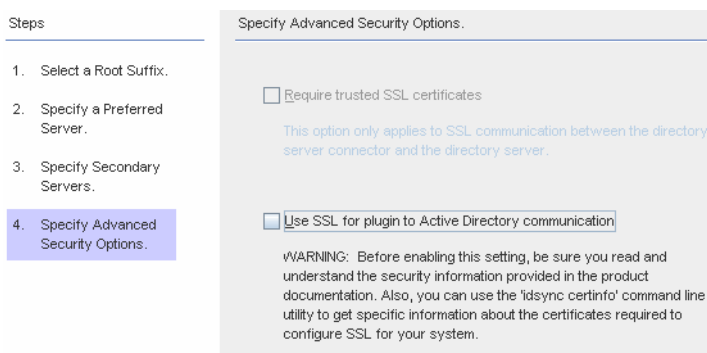 Steps
1. Select a Root Suffix.
2. Specify a Preferred
Server.
3. Specify Secondary
Servers.
4. Specify Advanced
Security Options.
Specify Advanced Security Options.
Require trusted SSL certificates
This option only applies to SSL communication between the directory
server connector and the directory server.
Use SSL for plugin to Active Directory communication
WARNING: Before enabling this setting, be sure you read and
understand the security information provided in the product
documentation. Also, you can use the 'idsync certinfo' command line
utility to get specific information about the certificates required to
configure SSL for your system.